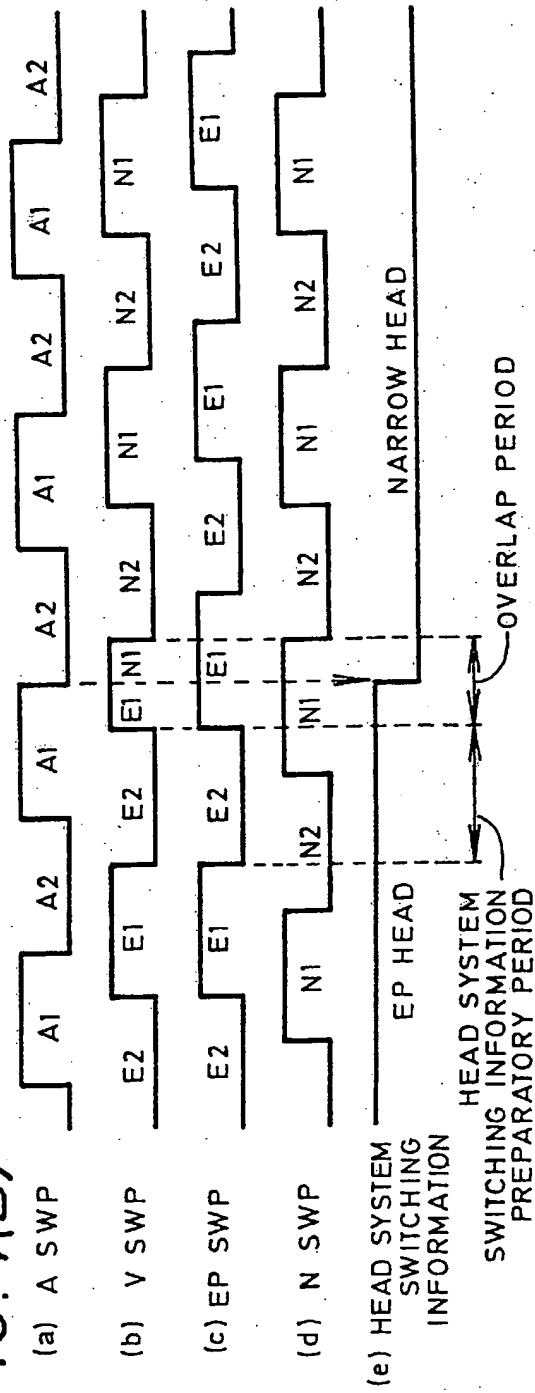 (a) A SWP A1 A2 A1 A2 A1 A2 A1 A2
(b) V SWP E2 E1 E2 E1 N1 N2 N1 N2 N1
(c) EP SWP E2 E1 E2 E1 E2 E1 E2 E1
(d) N SWP N1 N2 N1 N2 N1 N2 N1
(e) HEAD SYSTEM
SWITCHING
INFORMATION
EP HEAD
NARROW HEAD
HEAD SYSTEM
SWITCHING INFORMATION
PREPARATORY PERIOD
OVERLAP PERIOD